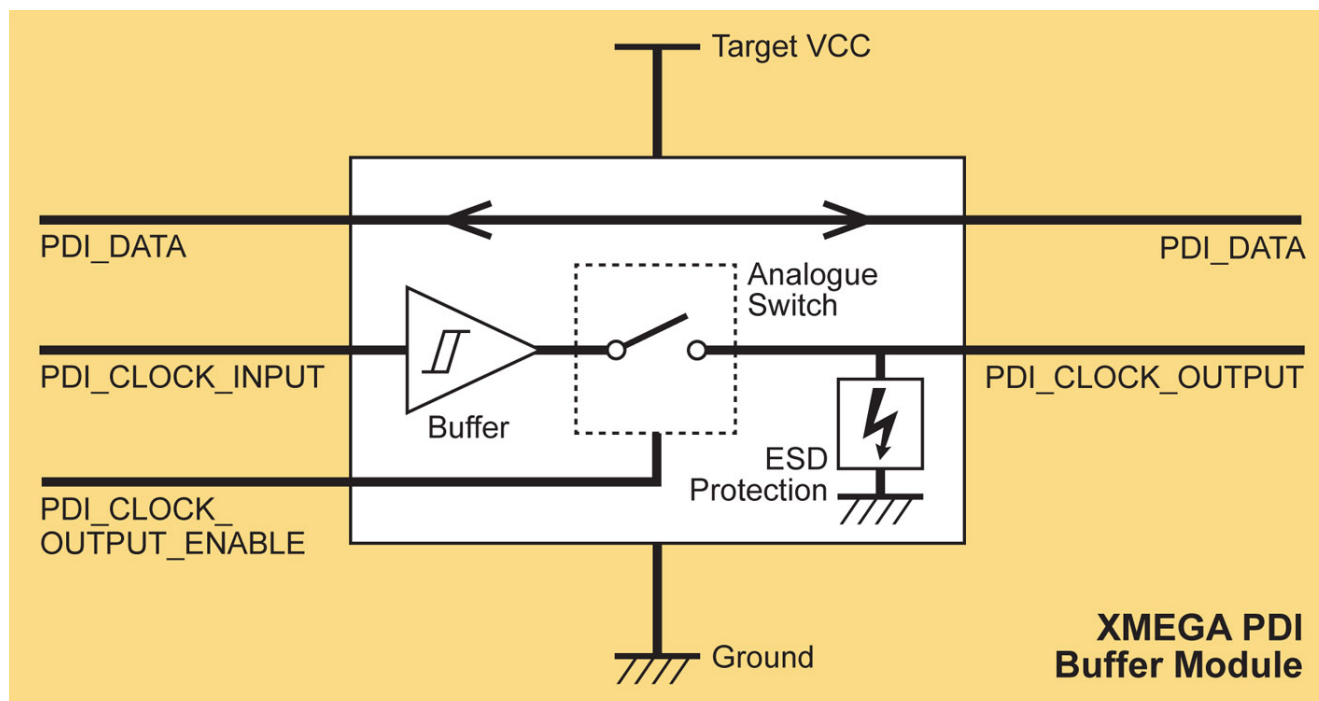 Target VCC
PDI_DATA
PDI_DATA
Analogue
Switch
PDI_CLOCK_INPUT
PDI_CLOCK_OUTPUT
Buffer
ESD
Protection
PDI_CLOCK_
OUTPUT_ENABLE
Ground
XMEGA PDI
Buffer Module